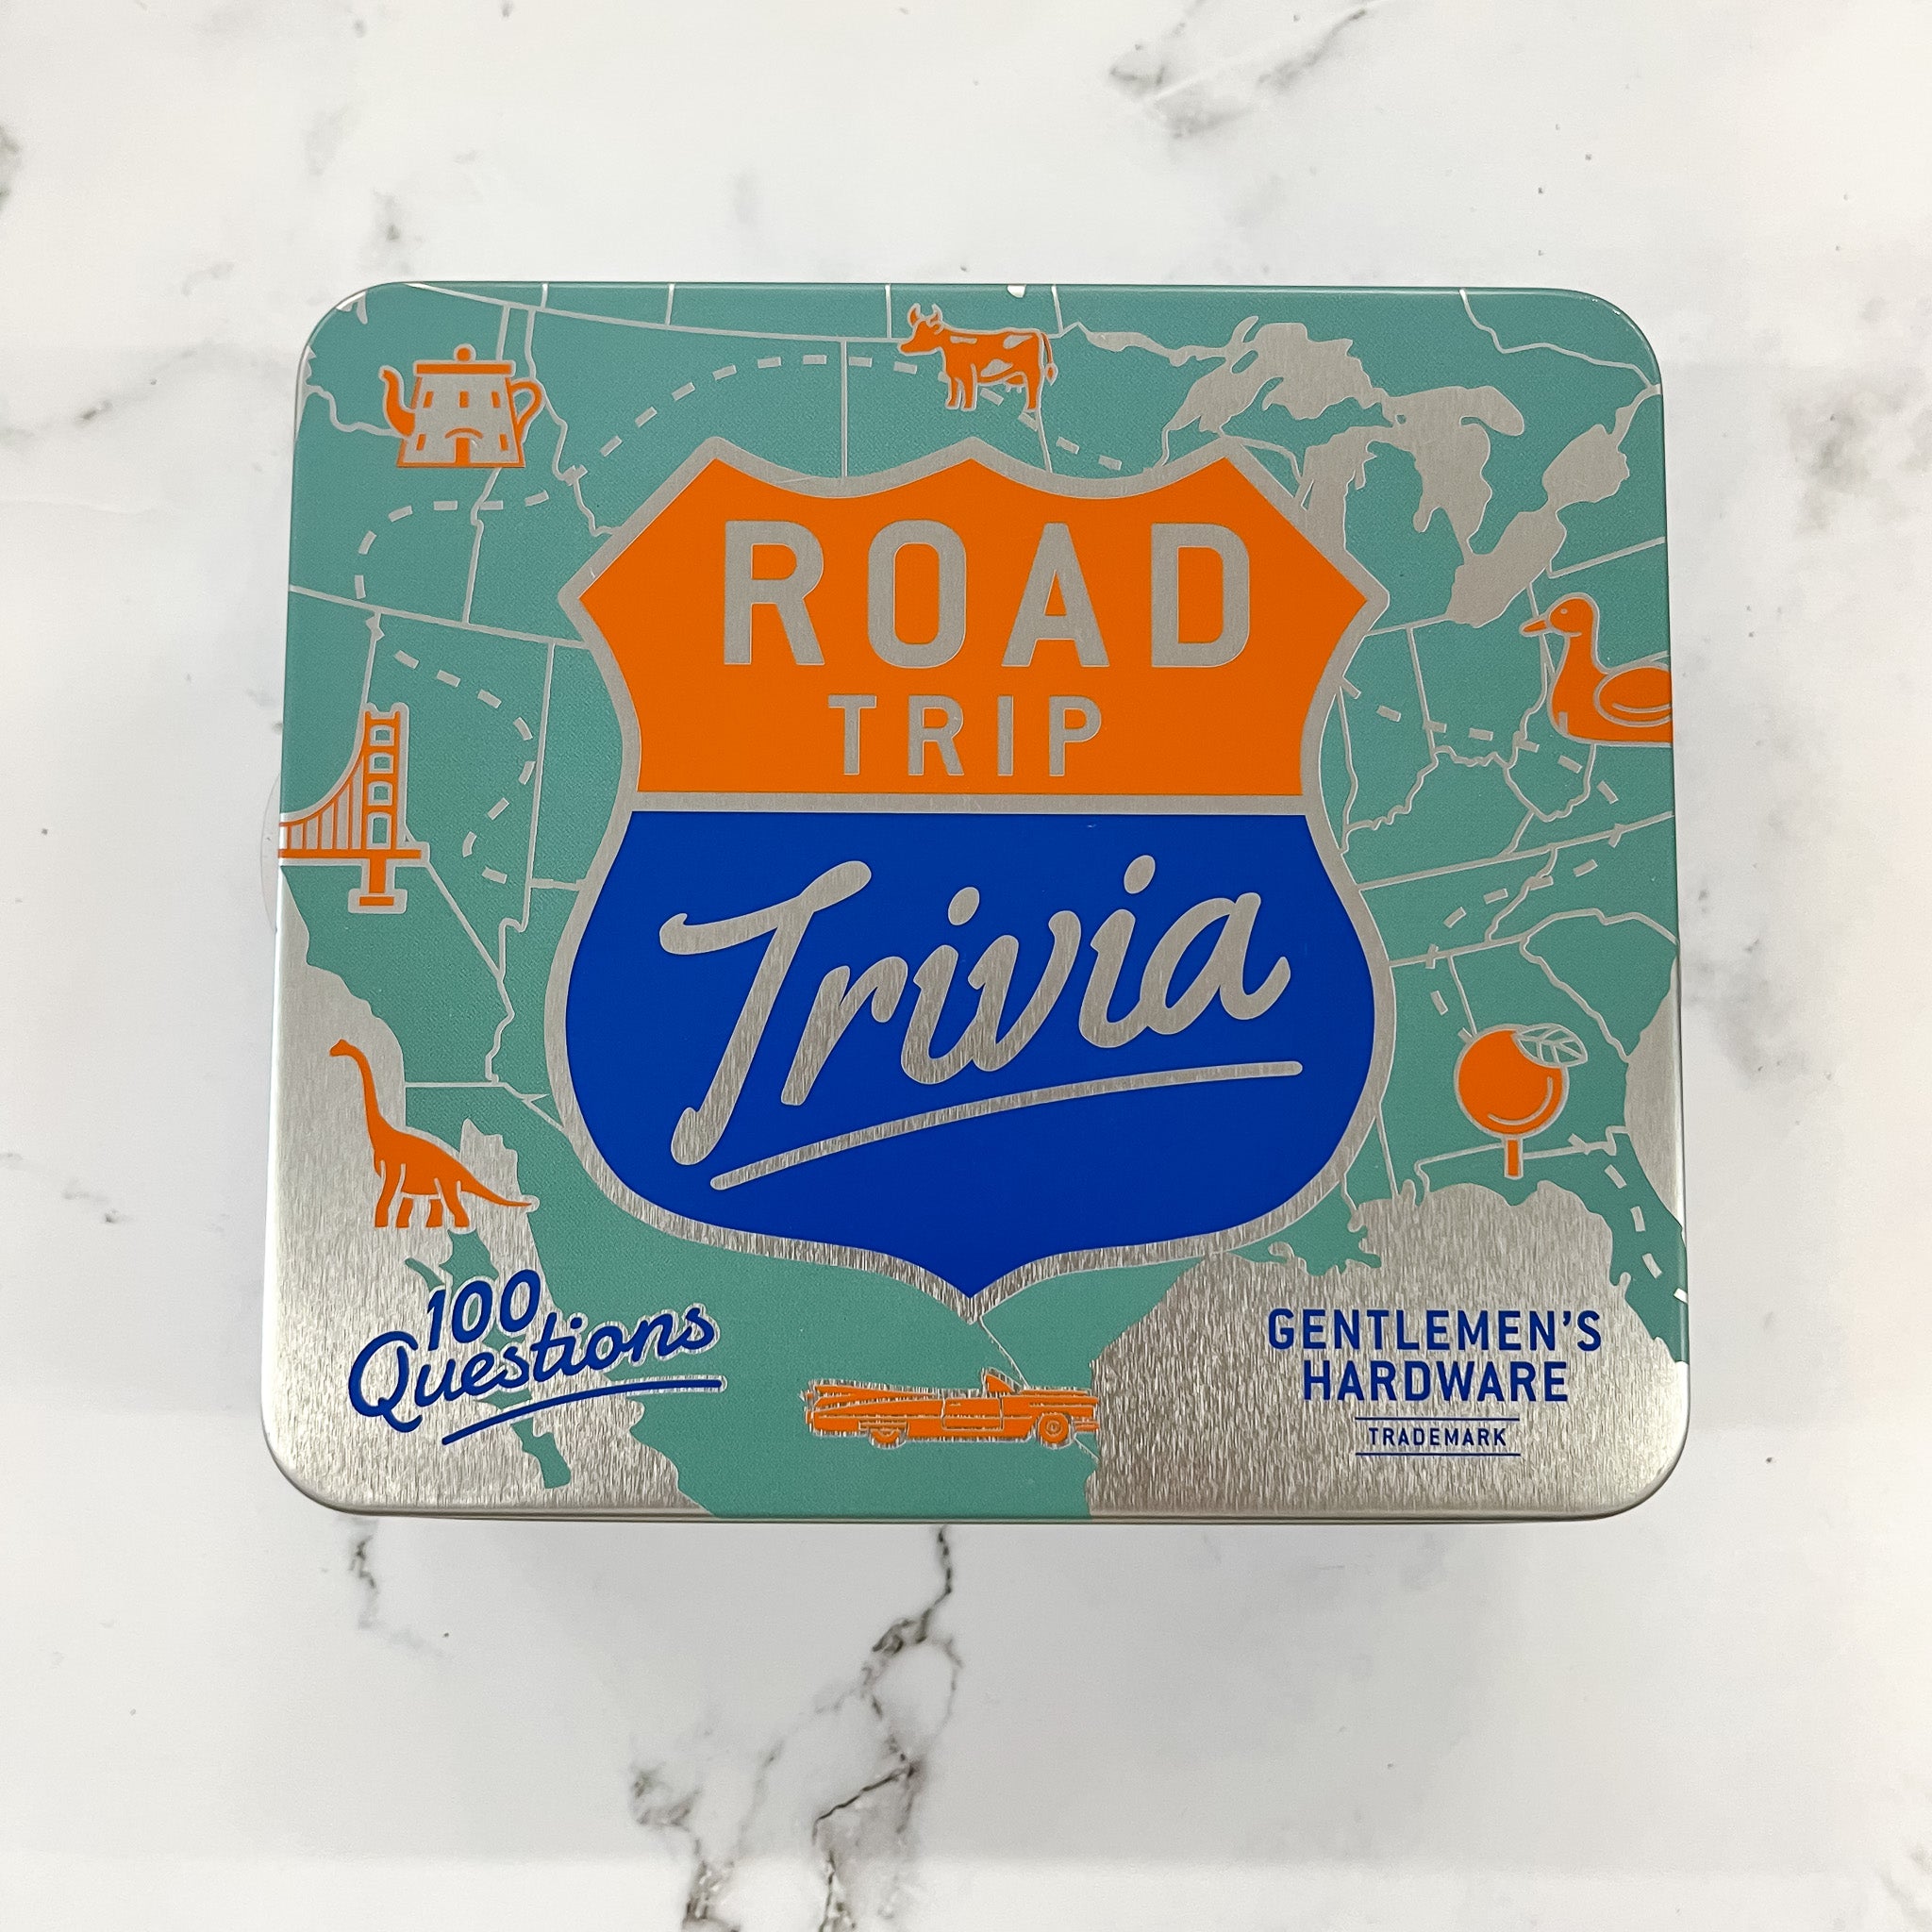 ROAD
TRIP
Trivia
100
Questions
GENTLEMEN'S
HARDWARE
TRADEMARK